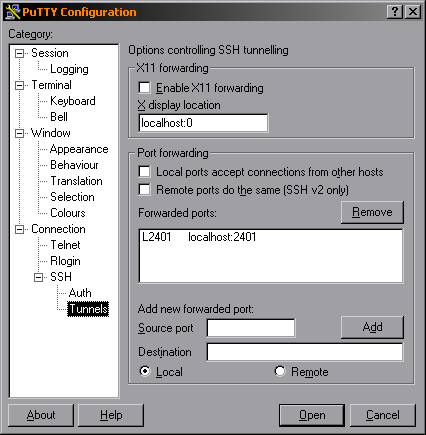 PuTTY Configuration
Category:
Session
Logging
Terminal
Keyboard
Bell
Window
Appearance
Behaviour
Translation
Selection
Colours
Connection
Telnet
Rlogin
SSH
Auth
Tunnels
Options controlling SSH tunnelling
X11 forwarding
Enable X11 forwarding
X display location
localhost:0
Port forwarding
Local ports accept connections from other hosts
Remote ports do the same (SSH v2 only)
Forwarded ports:
Remove
L2401 localhost:2401
Add new forwarded port:
Source port
Add
Destination
Local
Remote
About
Help
Open
Cancel